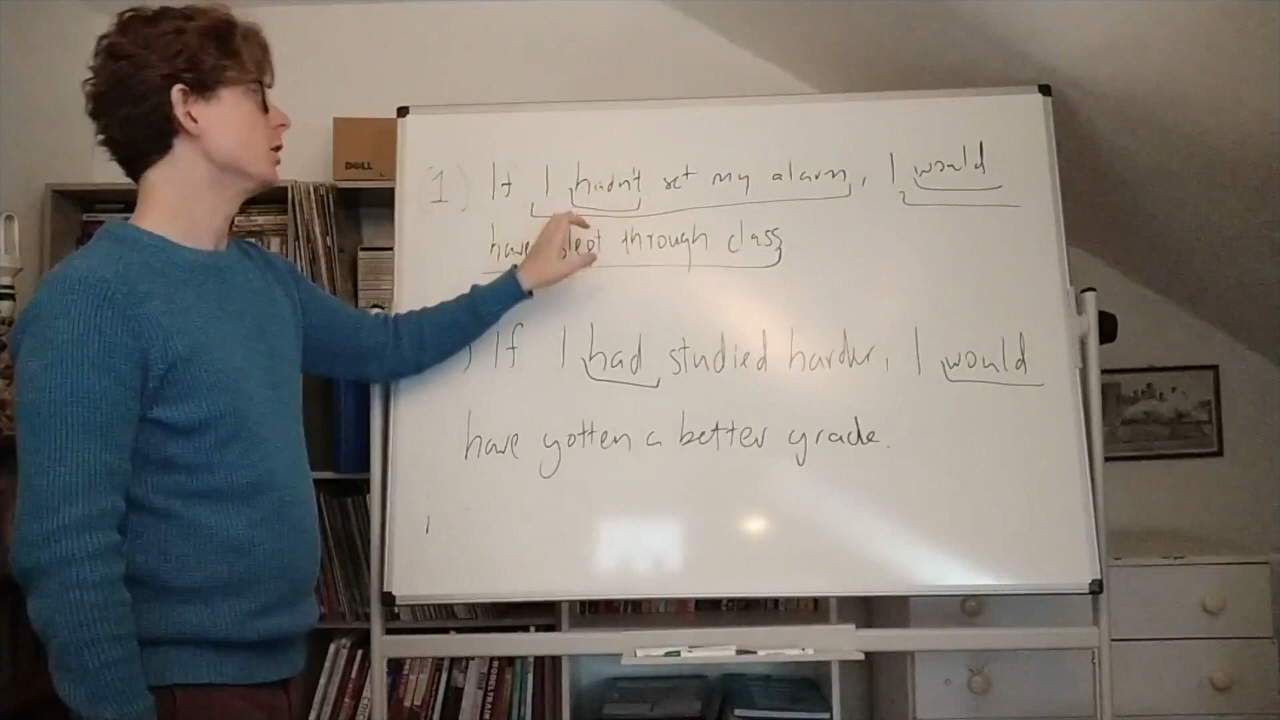 DELL
(1) If I hadn't set my alarm, I would
have slept through class
) If I had studied harder, I would
have gotten a better grade.